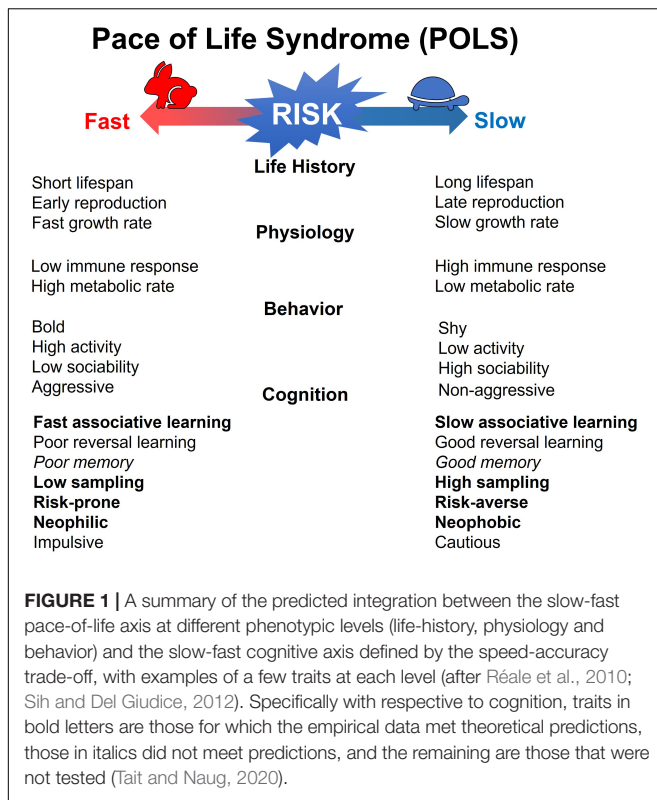 Pace of Life Syndrome (POLS)
Fast
RISK
Slow
Life History
Short lifespan
Early reproduction
Fast growth rate
Long lifespan
Late reproduction
Slow growth rate
Physiology
Low immune response
High metabolic rate
High immune response
Low metabolic rate
Behavior
Bold
High activity
Low sociability
Aggressive
Shy
Low activity
High sociability
Non-aggressive
Cognition
Fast associative learning
Poor reversal learning
Poor memory
Low sampling
Risk-prone
Neophilic
Impulsive
Slow associative learning
Good reversal learning
Good memory
High sampling
Risk-averse
Neophobic
Cautious
FIGURE 1 | A summary of the predicted integration between the slow-fast
pace-of-life axis at different phenotypic levels (life-history, physiology and
behavior) and the slow-fast cognitive axis defined by the speed-accuracy
trade-off, with examples of a few traits at each level (after Réale et al., 2010;
Sih and Del Giudice, 2012). Specifically with respect to cognition, traits in
bold letters are those for which the empirical data met theoretical predictions,
those in italics did not meet predictions, and the remaining are those that were
not tested (Tait and Naug, 2020).